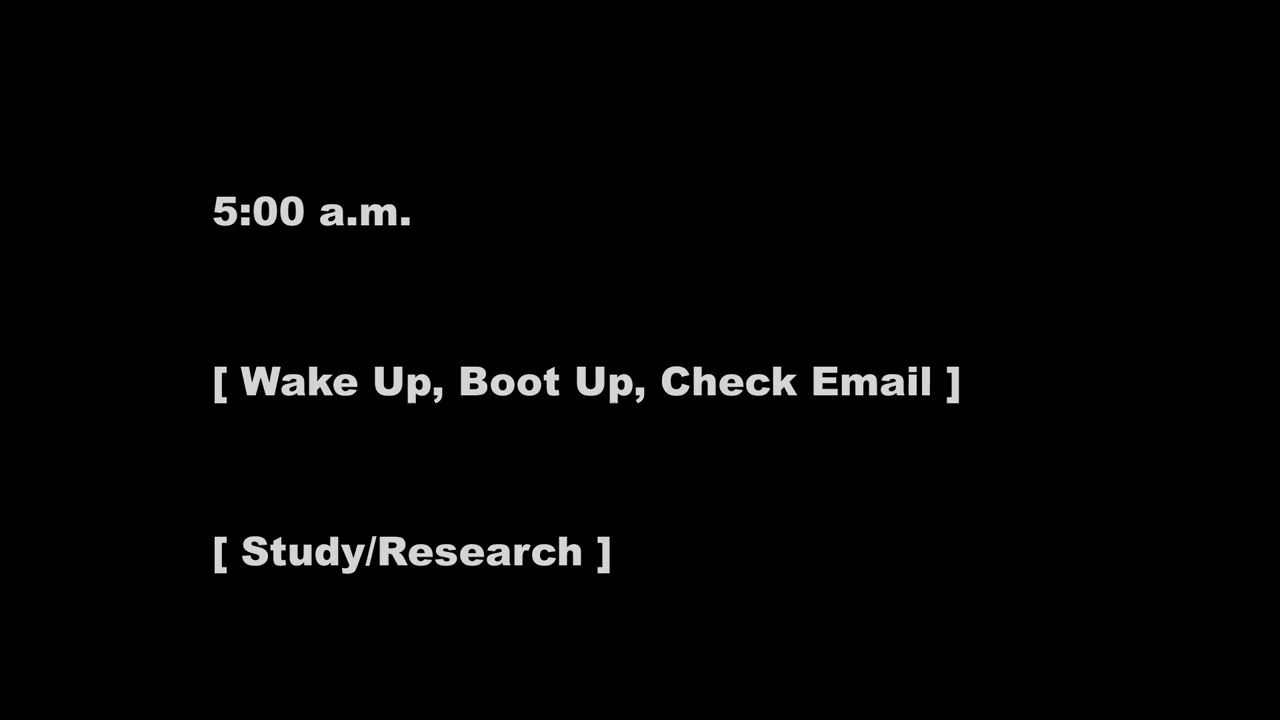 5:00 a.m.
[ Wake Up, Boot Up, Check Email ]
[ Study/Research ]